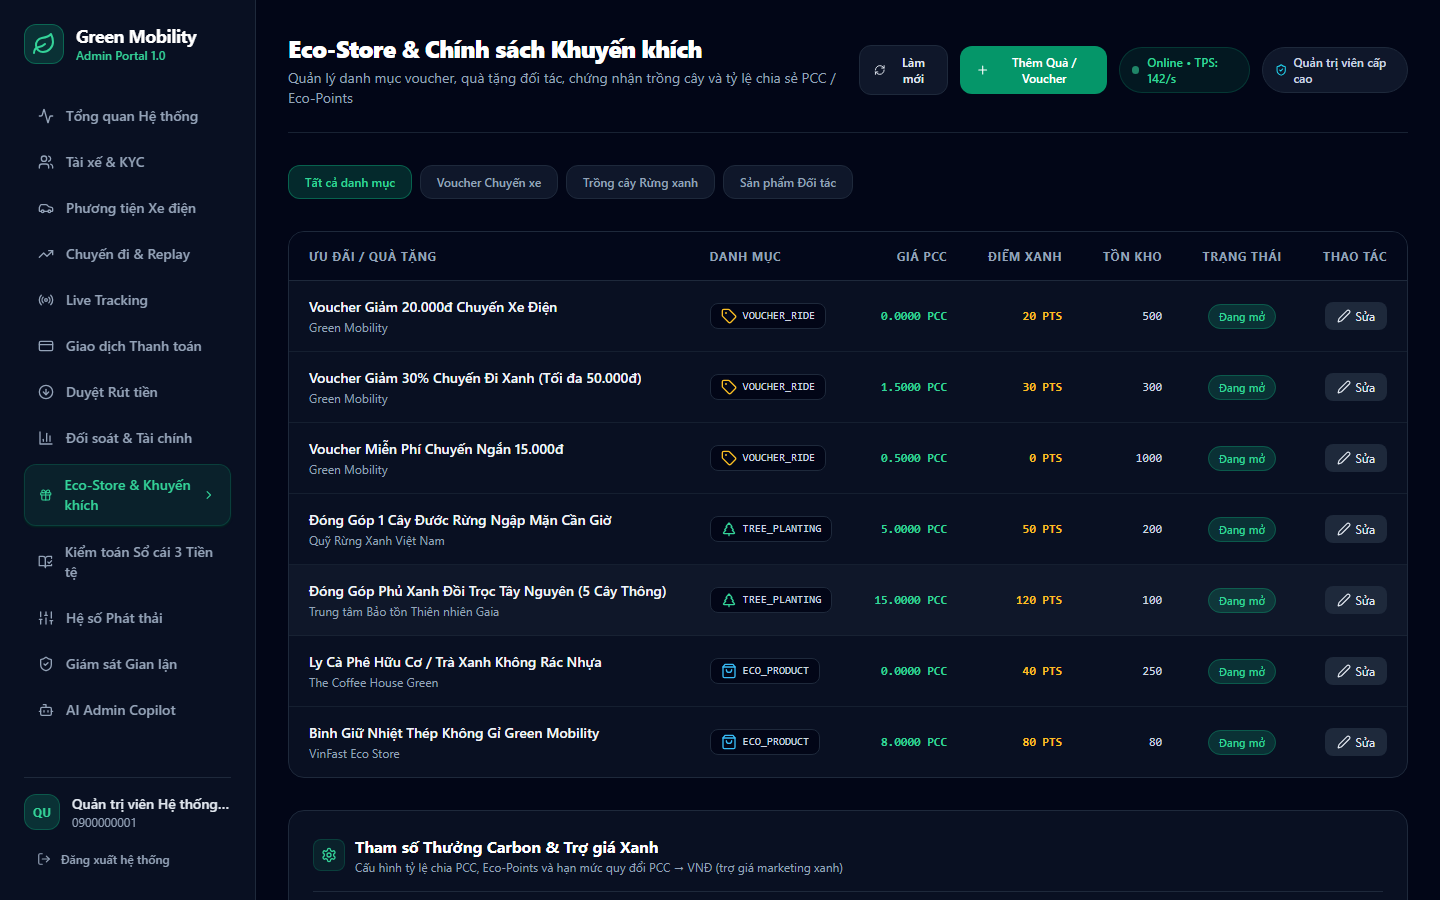 Green Mobility
Admin Portal 1.0
Tổng quan Hệ thống
Tài xế & KYC
Phương tiện Xe điện
Chuyến đi & Replay
Live Tracking
Giao dịch Thanh toán
Duyệt Rút tiền
Đối soát & Tài chính
Eco-Store & Khuyến
khích
Kiểm toán Sổ cái 3 Tiền
tệ
Hệ số Phát thải
Giám sát Gian lận
AI Admin Copilot
QU
Quản trị viên Hệ thống...
0900000001
Đăng xuất hệ thống
Eco-Store & Chính sách Khuyến khích
Quản lý danh mục voucher, quà tặng đối tác, chứng nhận trồng cây và tỷ lệ chia sẻ PCC /
Eco-Points
Làm
mới
Thêm Quà /
Voucher
Online • TPS:
142/s
Quản trị viên cấp
cao
Tất cả danh mục
Voucher Chuyến xe
Trồng cây Rừng xanh
Sản phẩm Đối tác
ƯU ĐÃI / QUÀ TẶNG DANH MỤC GIÁ PCC ĐIỂM XANH TỒN KHO TRẠNG THÁI THAO TÁC
Voucher Giảm 20.000đ Chuyến Xe Điện
Green Mobility
VOUCHER_RIDE 0.0000 PCC 20 PTS 500 Đang mở Sửa
Voucher Giảm 30% Chuyến Đi Xanh (Tối đa 50.000đ)
Green Mobility
VOUCHER_RIDE 1.5000 PCC 30 PTS 300 Đang mở Sửa
Voucher Miễn Phí Chuyến Ngắn 15.000đ
Green Mobility
VOUCHER_RIDE 0.5000 PCC 0 PTS 1000 Đang mở Sửa
Đóng Góp 1 Cây Đước Rừng Ngập Mặn Cần Giờ
Quỹ Rừng Xanh Việt Nam
TREE_PLANTING 5.0000 PCC 50 PTS 200 Đang mở Sửa
Đóng Góp Phủ Xanh Đồi Trọc Tây Nguyên (5 Cây Thông)
Trung tâm Bảo tồn Thiên nhiên Gaia
TREE_PLANTING 15.0000 PCC 120 PTS 100 Đang mở Sửa
Ly Cà Phê Hữu Cơ / Trà Xanh Không Rác Nhựa
The Coffee House Green
ECO_PRODUCT 0.0000 PCC 40 PTS 250 Đang mở Sửa
Bình Giữ Nhiệt Thép Không Gỉ Green Mobility
VinFast Eco Store
ECO_PRODUCT 8.0000 PCC 80 PTS 80 Đang mở Sửa
Tham số Thưởng Carbon & Trợ giá Xanh
Cấu hình tỷ lệ chia PCC, Eco-Points và hạn mức quy đổi PCC → VNĐ (trợ giá marketing xanh)